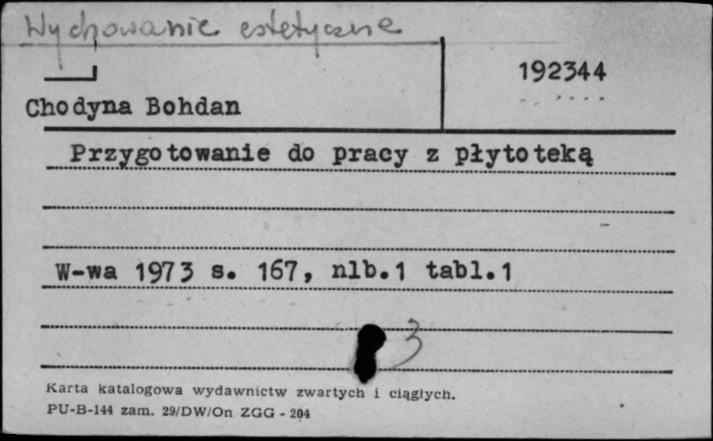 Wychowanie estetyczne
192344
Chodyna Bohdan
Przygotowanie do pracy z płytoteką
W-wa 1973 s. 167, nlb.1 tabl.1
3
Karta katalogowa wydawnictw zwartych i ciągłych.
PU-B-144 zam. 29/DW/On ZGG - 204